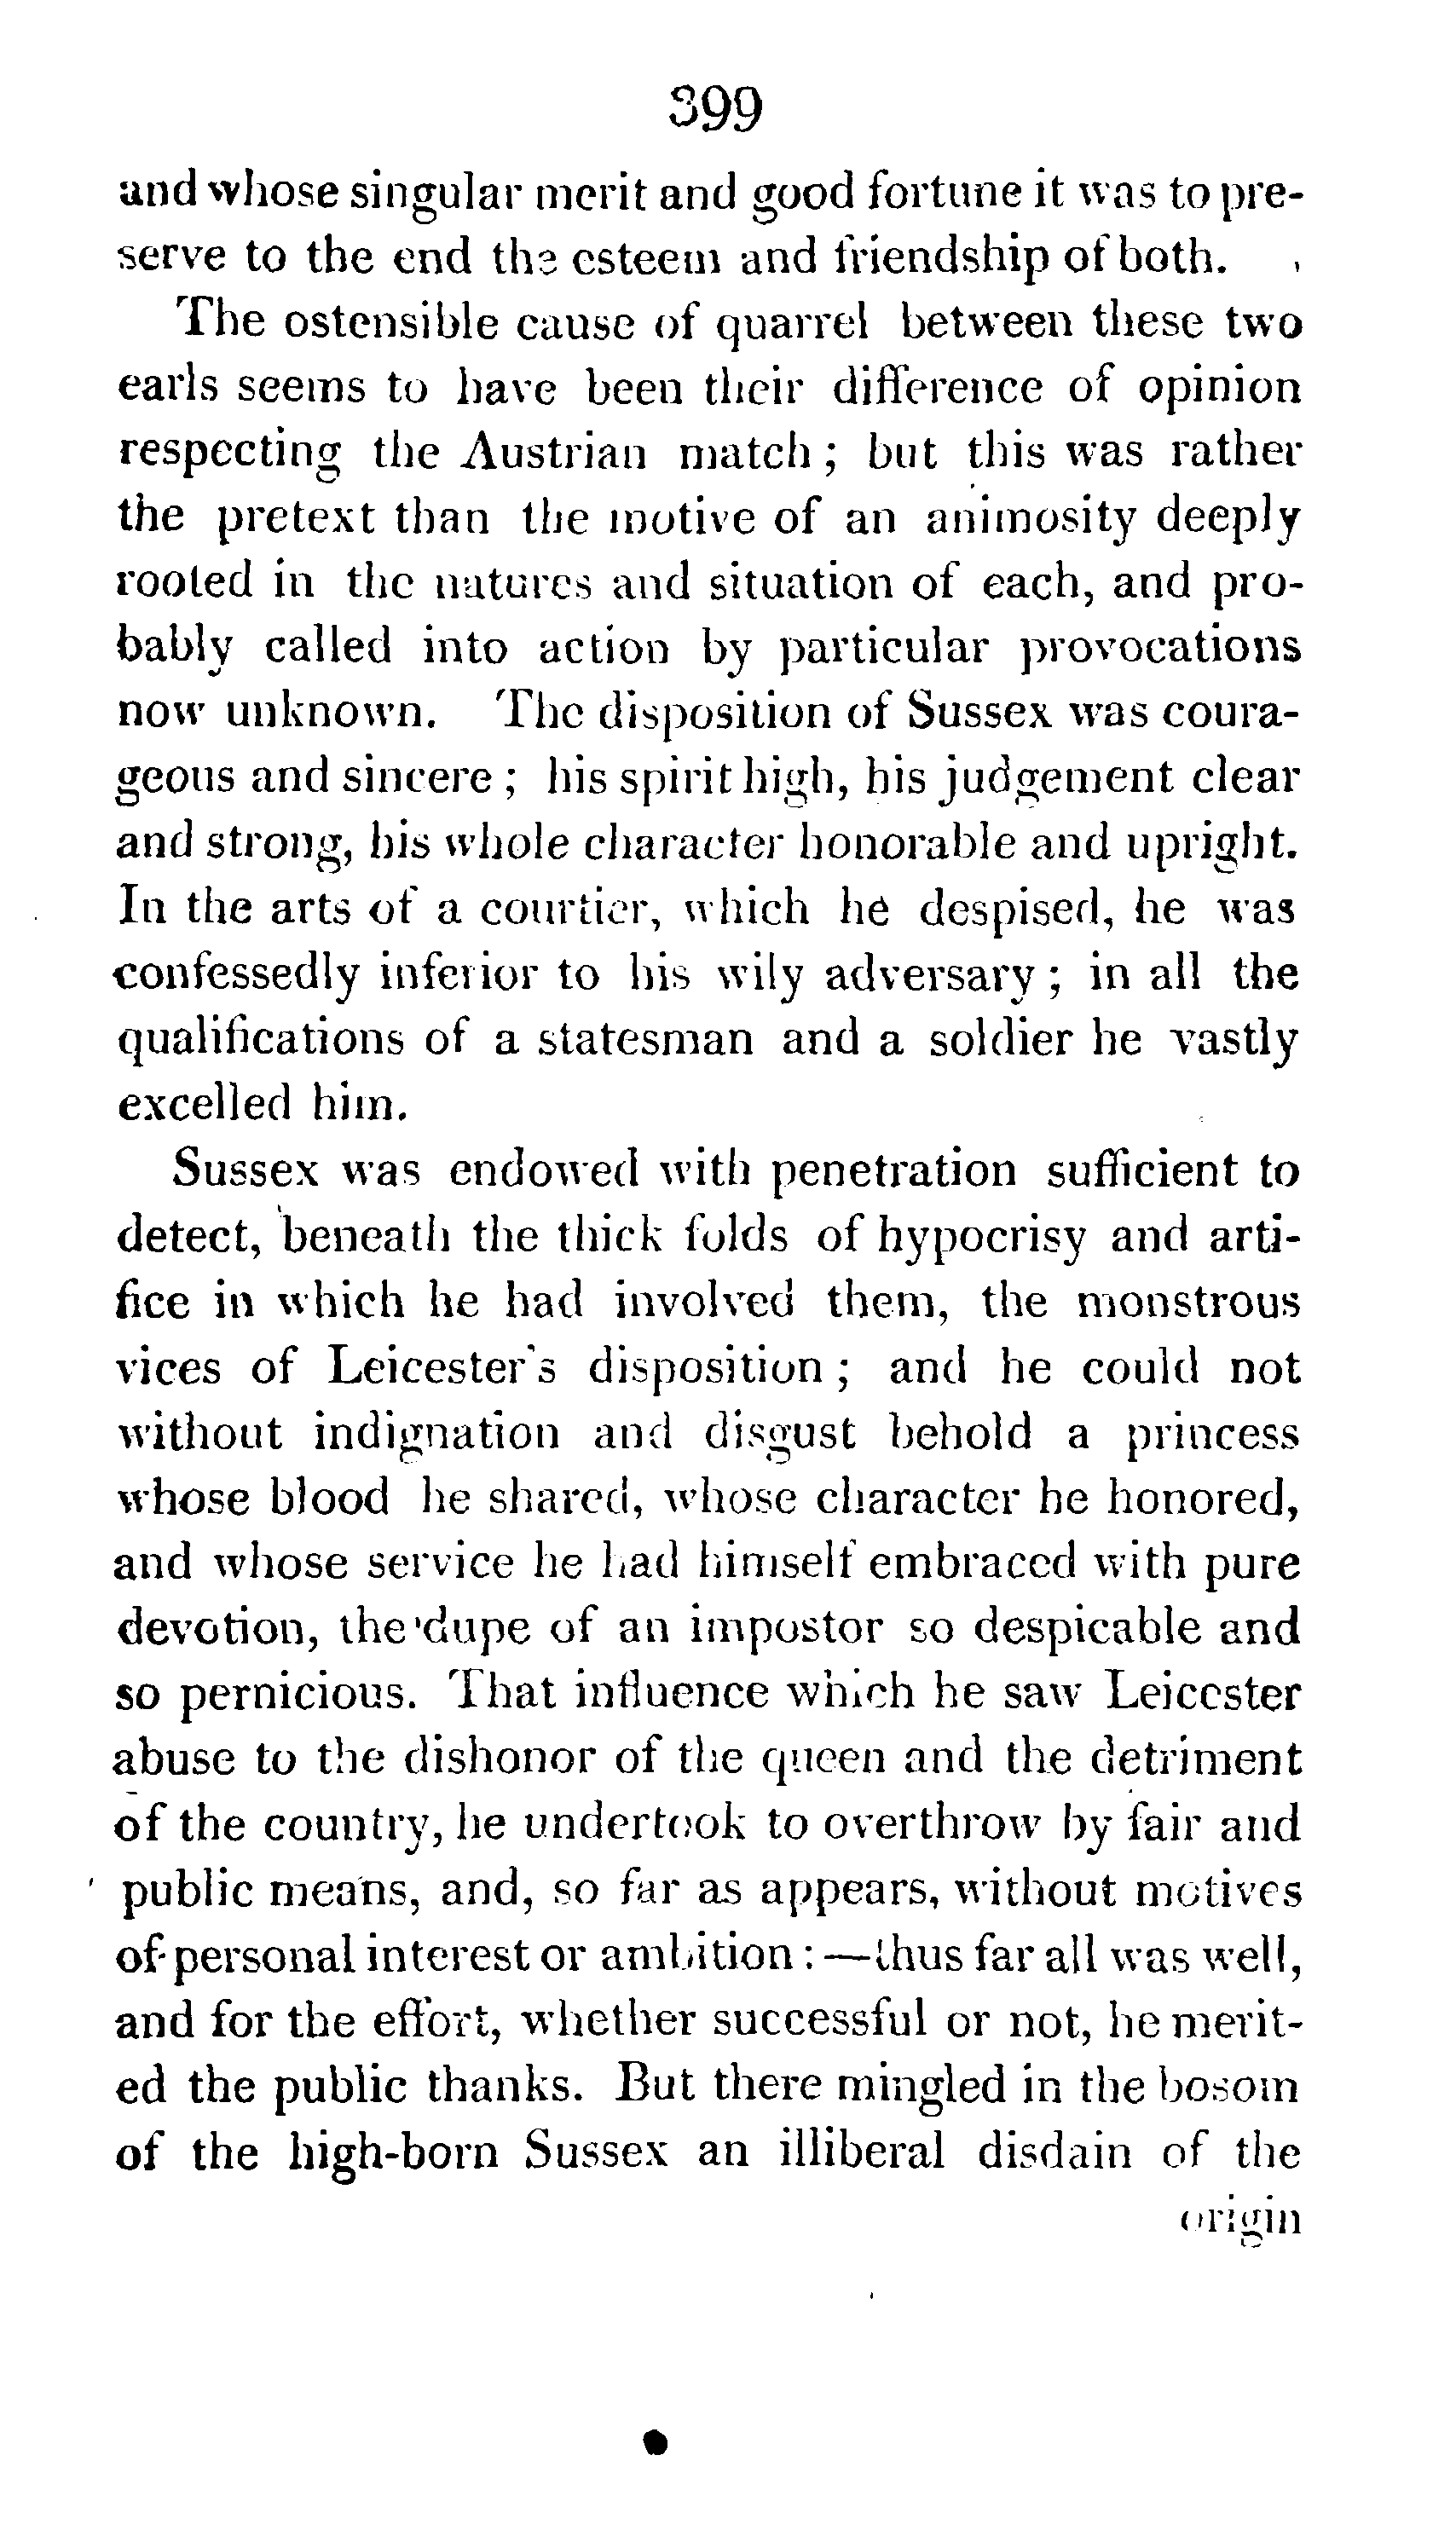 399
and whose singular merit and good fortune it was to pre-
serve to the end the esteem and friendship of both.
The ostensible cause of quarrel between these two
earls seems to have been their difference of opinion
respecting the Austrian match ; but this was rather
the pretext than the motive of an animosity deeply
rooted in the natures and situation of each, and pro-
bably called into action by particular provocations
now unknown. The disposition of Sussex was coura-
geous and sincere ; his spirit high, his judgement clear
and strong, his whole character honorable and upright.
In the arts of a courtier, which he despised, he was
confessedly inferior to his wily adversary ; in all the
qualifications of a statesman and a soldier he vastly
excelled him.
Sussex was endowed with penetration sufficient to
detect, beneath the thick folds of hypocrisy and arti-
fice in which he had involved them, the monstrous
vices of Leicester's disposition ; and he could not
without indignation and disgust behold a princess
whose blood he shared, whose character he honored,
and whose service he had himself embraced with pure
devotion, the dupe of an impostor so despicable and
so pernicious. That influence which he saw Leicester
abuse to the dishonor of the queen and the detriment
of the country, he undertook to overthrow by fair and
public means, and, so far as appears, without motives
of personal interest or ambition :—thus far all was well,
and for the effort, whether successful or not, he merit-
ed the public thanks. But there mingled in the bosom
of the high-born Sussex an illiberal disdain of the
origin